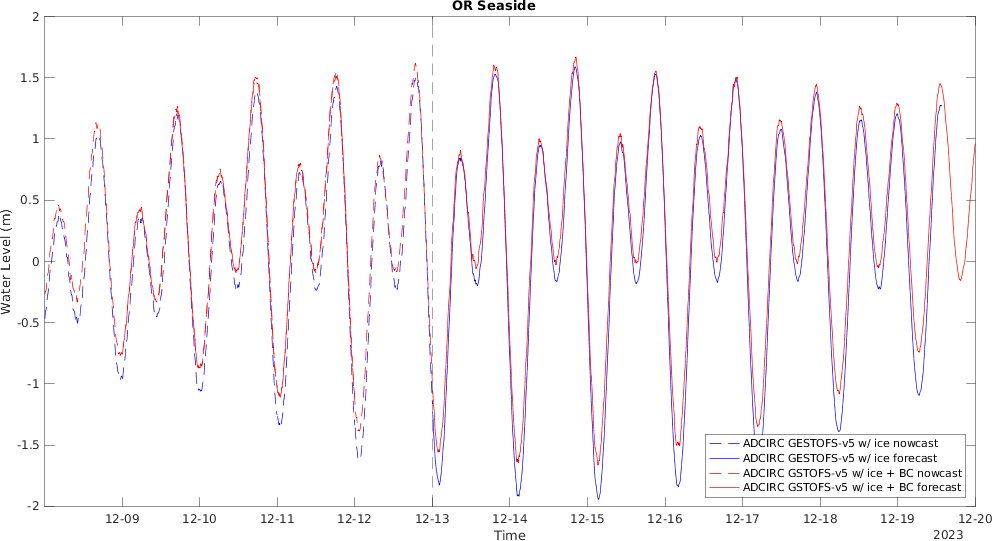 OR Seaside
2
1.5
1
0.5
0
-0.5
-1
-1.5
-2
Water Level (m)
ADCIRC GESTOFS-v5 w/ ice nowcast
ADCIRC GESTOFS-v5 w/ ice forecast
ADCIRC GSTOFS-v5 w/ ice + BC nowcast
ADCIRC GSTOFS-v5 w/ ice + BC forecast
12-09 12-10 12-11 12-12 12-13 12-14 12-15 12-16 12-17 12-18 12-19 12-20
Time
2023